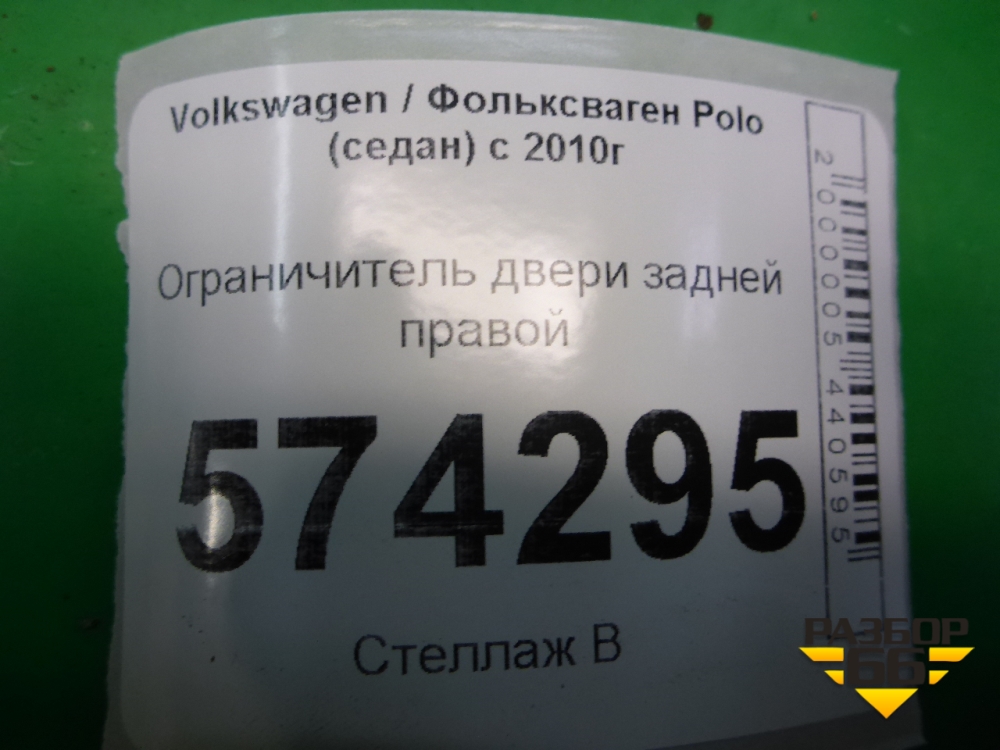 Volkswagen / Фольксваген Polo
(седан) с 2010г
Ограничитель двери задней
правой
574295
Стеллаж В
2000005440595
РАЗБОР
66